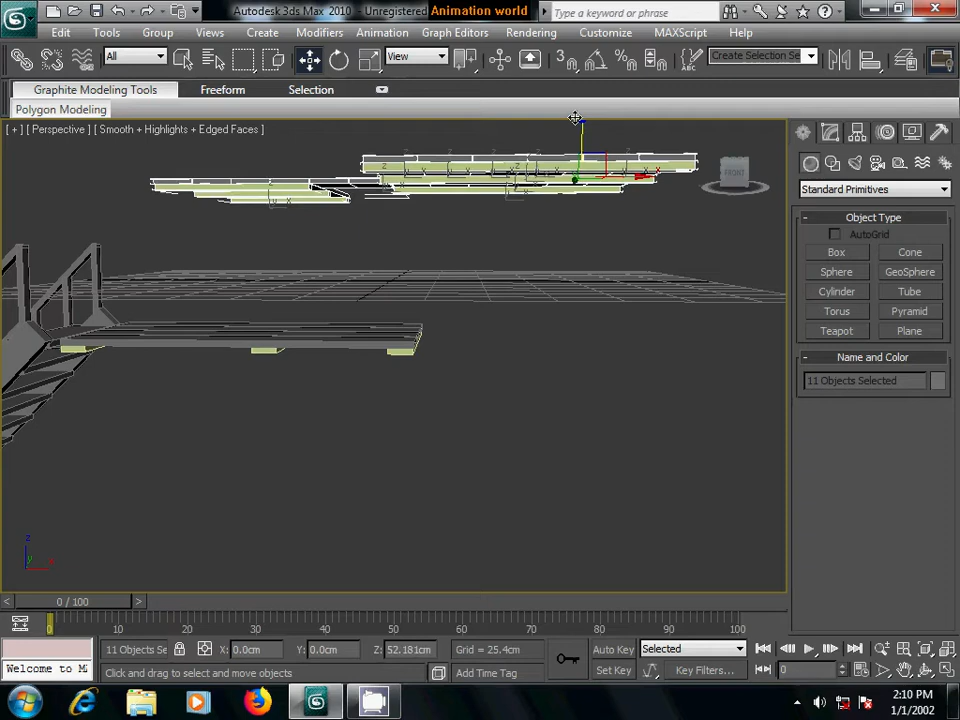 Autodesk 3ds Max 2010 - Unregistered Animation world
Type a keyword or phrase
Edit Tools Group Views Create Modifiers Animation Graph Editors Rendering Customize MAXScript Help
All View 3 Create Selection Se
Graphite Modeling Tools Freeform Selection
Polygon Modeling
[ + ] [ Perspective ] [ Smooth + Highlights + Edged Faces ]
FRONT
Standard Primitives
- Object Type
AutoGrid
Box Cone
Sphere GeoSphere
Cylinder Tube
Torus Pyramid
Teapot Plane
- Name and Color
11 Objects Selected
z
y x
< 0 / 100 >
0 10 20 30 40 50 60 70 80 90 100
11 Objects Se X: 0.0cm Y: 0.0cm Z: 52.181cm Grid = 25.4cm Auto Key Selected
Welcome to M Click and drag to select and move objects Add Time Tag Set Key Key Filters... 0
2:10 PM
1/1/2002